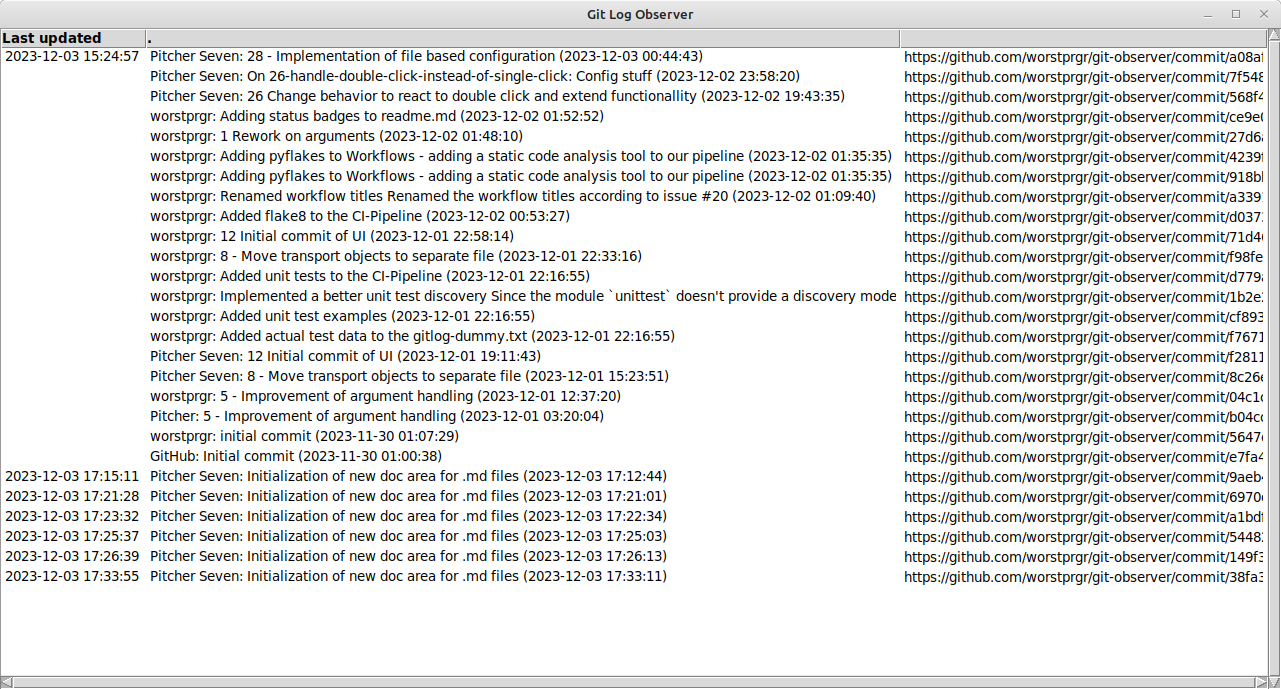 Git Log Observer
Last updated .
2023-12-03 15:24:57 Pitcher Seven: 28 - Implementation of file based configuration (2023-12-03 00:44:43) https://github.com/worstprgr/git-observer/commit/a08a
Pitcher Seven: On 26-handle-double-click-instead-of-single-click: Config stuff (2023-12-02 23:58:20) https://github.com/worstprgr/git-observer/commit/7f548
Pitcher Seven: 26 Change behavior to react to double click and extend functionallity (2023-12-02 19:43:35) https://github.com/worstprgr/git-observer/commit/568f4
worstprgr: Adding status badges to readme.md (2023-12-02 01:52:52) https://github.com/worstprgr/git-observer/commit/ce9e
worstprgr: 1 Rework on arguments (2023-12-02 01:48:10) https://github.com/worstprgr/git-observer/commit/27d6
worstprgr: Adding pyflakes to Workflows - adding a static code analysis tool to our pipeline (2023-12-02 01:35:35) https://github.com/worstprgr/git-observer/commit/4239
worstprgr: Adding pyflakes to Workflows - adding a static code analysis tool to our pipeline (2023-12-02 01:35:35) https://github.com/worstprgr/git-observer/commit/918b
worstprgr: Renamed workflow titles Renamed the workflow titles according to issue #20 (2023-12-02 01:09:40) https://github.com/worstprgr/git-observer/commit/a339
worstprgr: Added flake8 to the CI-Pipeline (2023-12-02 00:53:27) https://github.com/worstprgr/git-observer/commit/d037
worstprgr: 12 Initial commit of UI (2023-12-01 22:58:14) https://github.com/worstprgr/git-observer/commit/71d4
worstprgr: 8 - Move transport objects to separate file (2023-12-01 22:33:16) https://github.com/worstprgr/git-observer/commit/f98fe
worstprgr: Added unit tests to the CI-Pipeline (2023-12-01 22:16:55) https://github.com/worstprgr/git-observer/commit/d779
worstprgr: Implemented a better unit test discovery Since the module `unittest` doesn't provide a discovery mode https://github.com/worstprgr/git-observer/commit/1b2e
worstprgr: Added unit test examples (2023-12-01 22:16:55) https://github.com/worstprgr/git-observer/commit/cf893
worstprgr: Added actual test data to the gitlog-dummy.txt (2023-12-01 22:16:55) https://github.com/worstprgr/git-observer/commit/f7671
Pitcher Seven: 12 Initial commit of UI (2023-12-01 19:11:43) https://github.com/worstprgr/git-observer/commit/f2811
Pitcher Seven: 8 - Move transport objects to separate file (2023-12-01 15:23:51) https://github.com/worstprgr/git-observer/commit/8c26
worstprgr: 5 - Improvement of argument handling (2023-12-01 12:37:20) https://github.com/worstprgr/git-observer/commit/04c1
Pitcher: 5 - Improvement of argument handling (2023-12-01 03:20:04) https://github.com/worstprgr/git-observer/commit/b04c
worstprgr: initial commit (2023-11-30 01:07:29) https://github.com/worstprgr/git-observer/commit/5647
GitHub: Initial commit (2023-11-30 01:00:38) https://github.com/worstprgr/git-observer/commit/e7fa4
2023-12-03 17:15:11 Pitcher Seven: Initialization of new doc area for .md files (2023-12-03 17:12:44) https://github.com/worstprgr/git-observer/commit/9aeb
2023-12-03 17:21:28 Pitcher Seven: Initialization of new doc area for .md files (2023-12-03 17:21:01) https://github.com/worstprgr/git-observer/commit/6970
2023-12-03 17:23:32 Pitcher Seven: Initialization of new doc area for .md files (2023-12-03 17:22:34) https://github.com/worstprgr/git-observer/commit/a1bd
2023-12-03 17:25:37 Pitcher Seven: Initialization of new doc area for .md files (2023-12-03 17:25:03) https://github.com/worstprgr/git-observer/commit/5448
2023-12-03 17:26:39 Pitcher Seven: Initialization of new doc area for .md files (2023-12-03 17:26:13) https://github.com/worstprgr/git-observer/commit/149f3
2023-12-03 17:33:55 Pitcher Seven: Initialization of new doc area for .md files (2023-12-03 17:33:11) https://github.com/worstprgr/git-observer/commit/38fa3